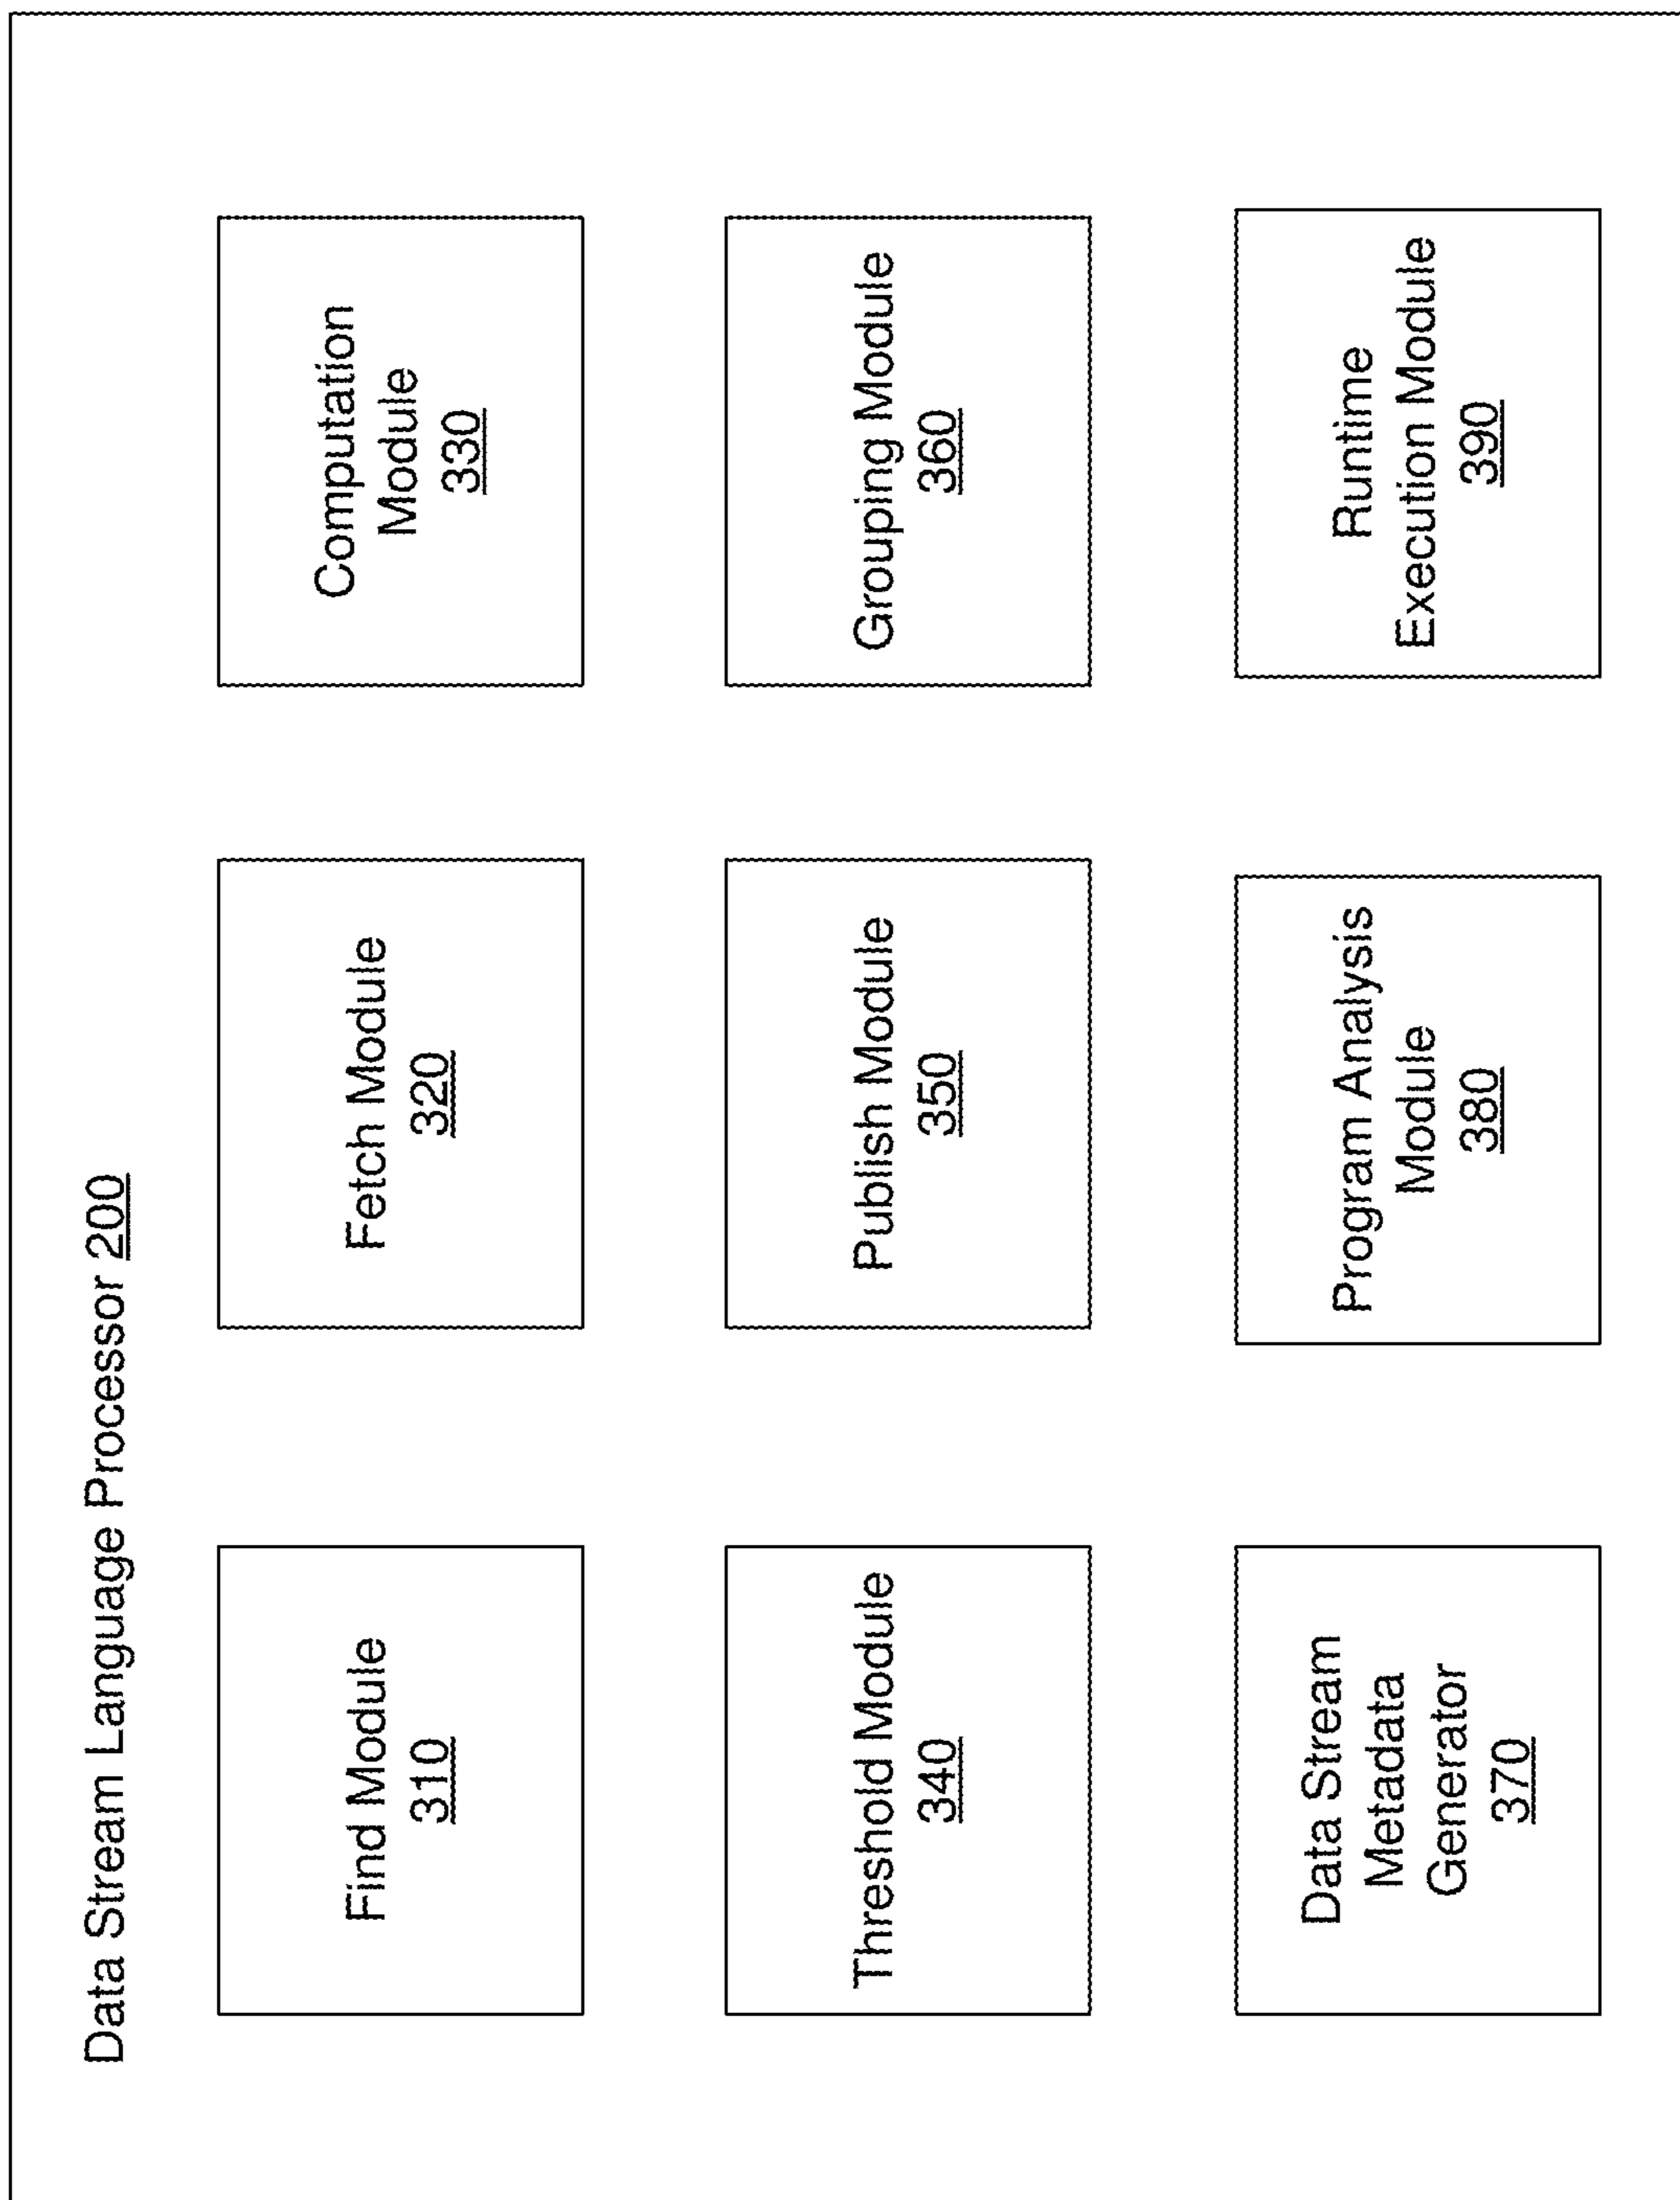 Data Stream Language Processor 200
Find Module
310
Fetch Module
320
Computation
Module
330
Threshold Module
340
Publish Module
350
Grouping Module
360
Data Stream
Metadata
Generator
370
Program Analysis
Module
380
Runtime
Execution Module
390